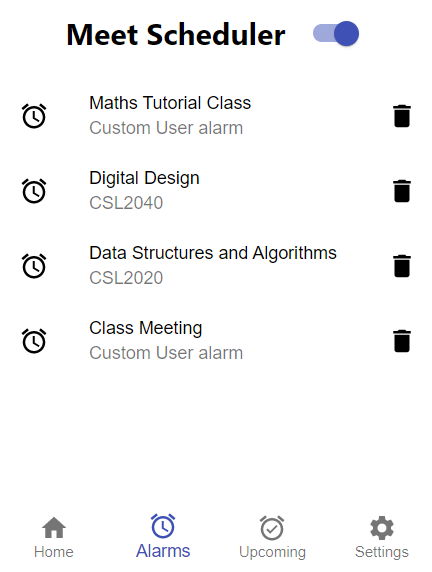 Meet Scheduler
Maths Tutorial Class
Custom User alarm
Digital Design
CSL2040
Data Structures and Algorithms
CSL2020
Class Meeting
Custom User alarm
Home
Alarms
Upcoming
Settings